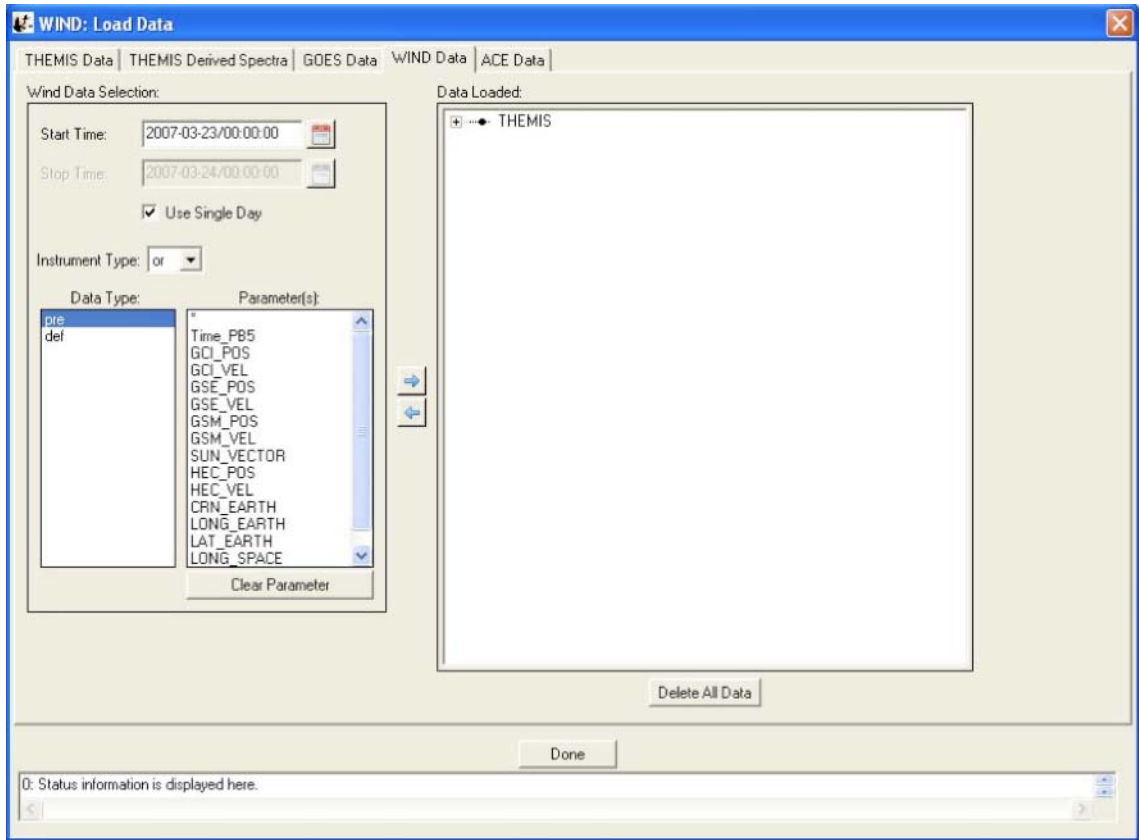 WIND: Load Data
THEMIS Data THEMIS Derived Spectra GOES Data WIND Data ACE Data
Wind Data Selection:
Start Time: 2007-03-23/00:00:00
Stop Time: 2007-03-24/00:00:00
Use Single Day
Instrument Type: or
Data Type:
pre
def
Parameter(s):
*
Time_PB5
GCI_POS
GCI_VEL
GSE_POS
GSE_VEL
GSM_POS
GSM_VEL
SUN_VECTOR
HEC_POS
HEC_VEL
CRN_EARTH
LONG_EARTH
LAT_EARTH
LONG_SPACE
Clear Parameter
Data Loaded:
THEMIS
Delete All Data
Done
0: Status information is displayed here.